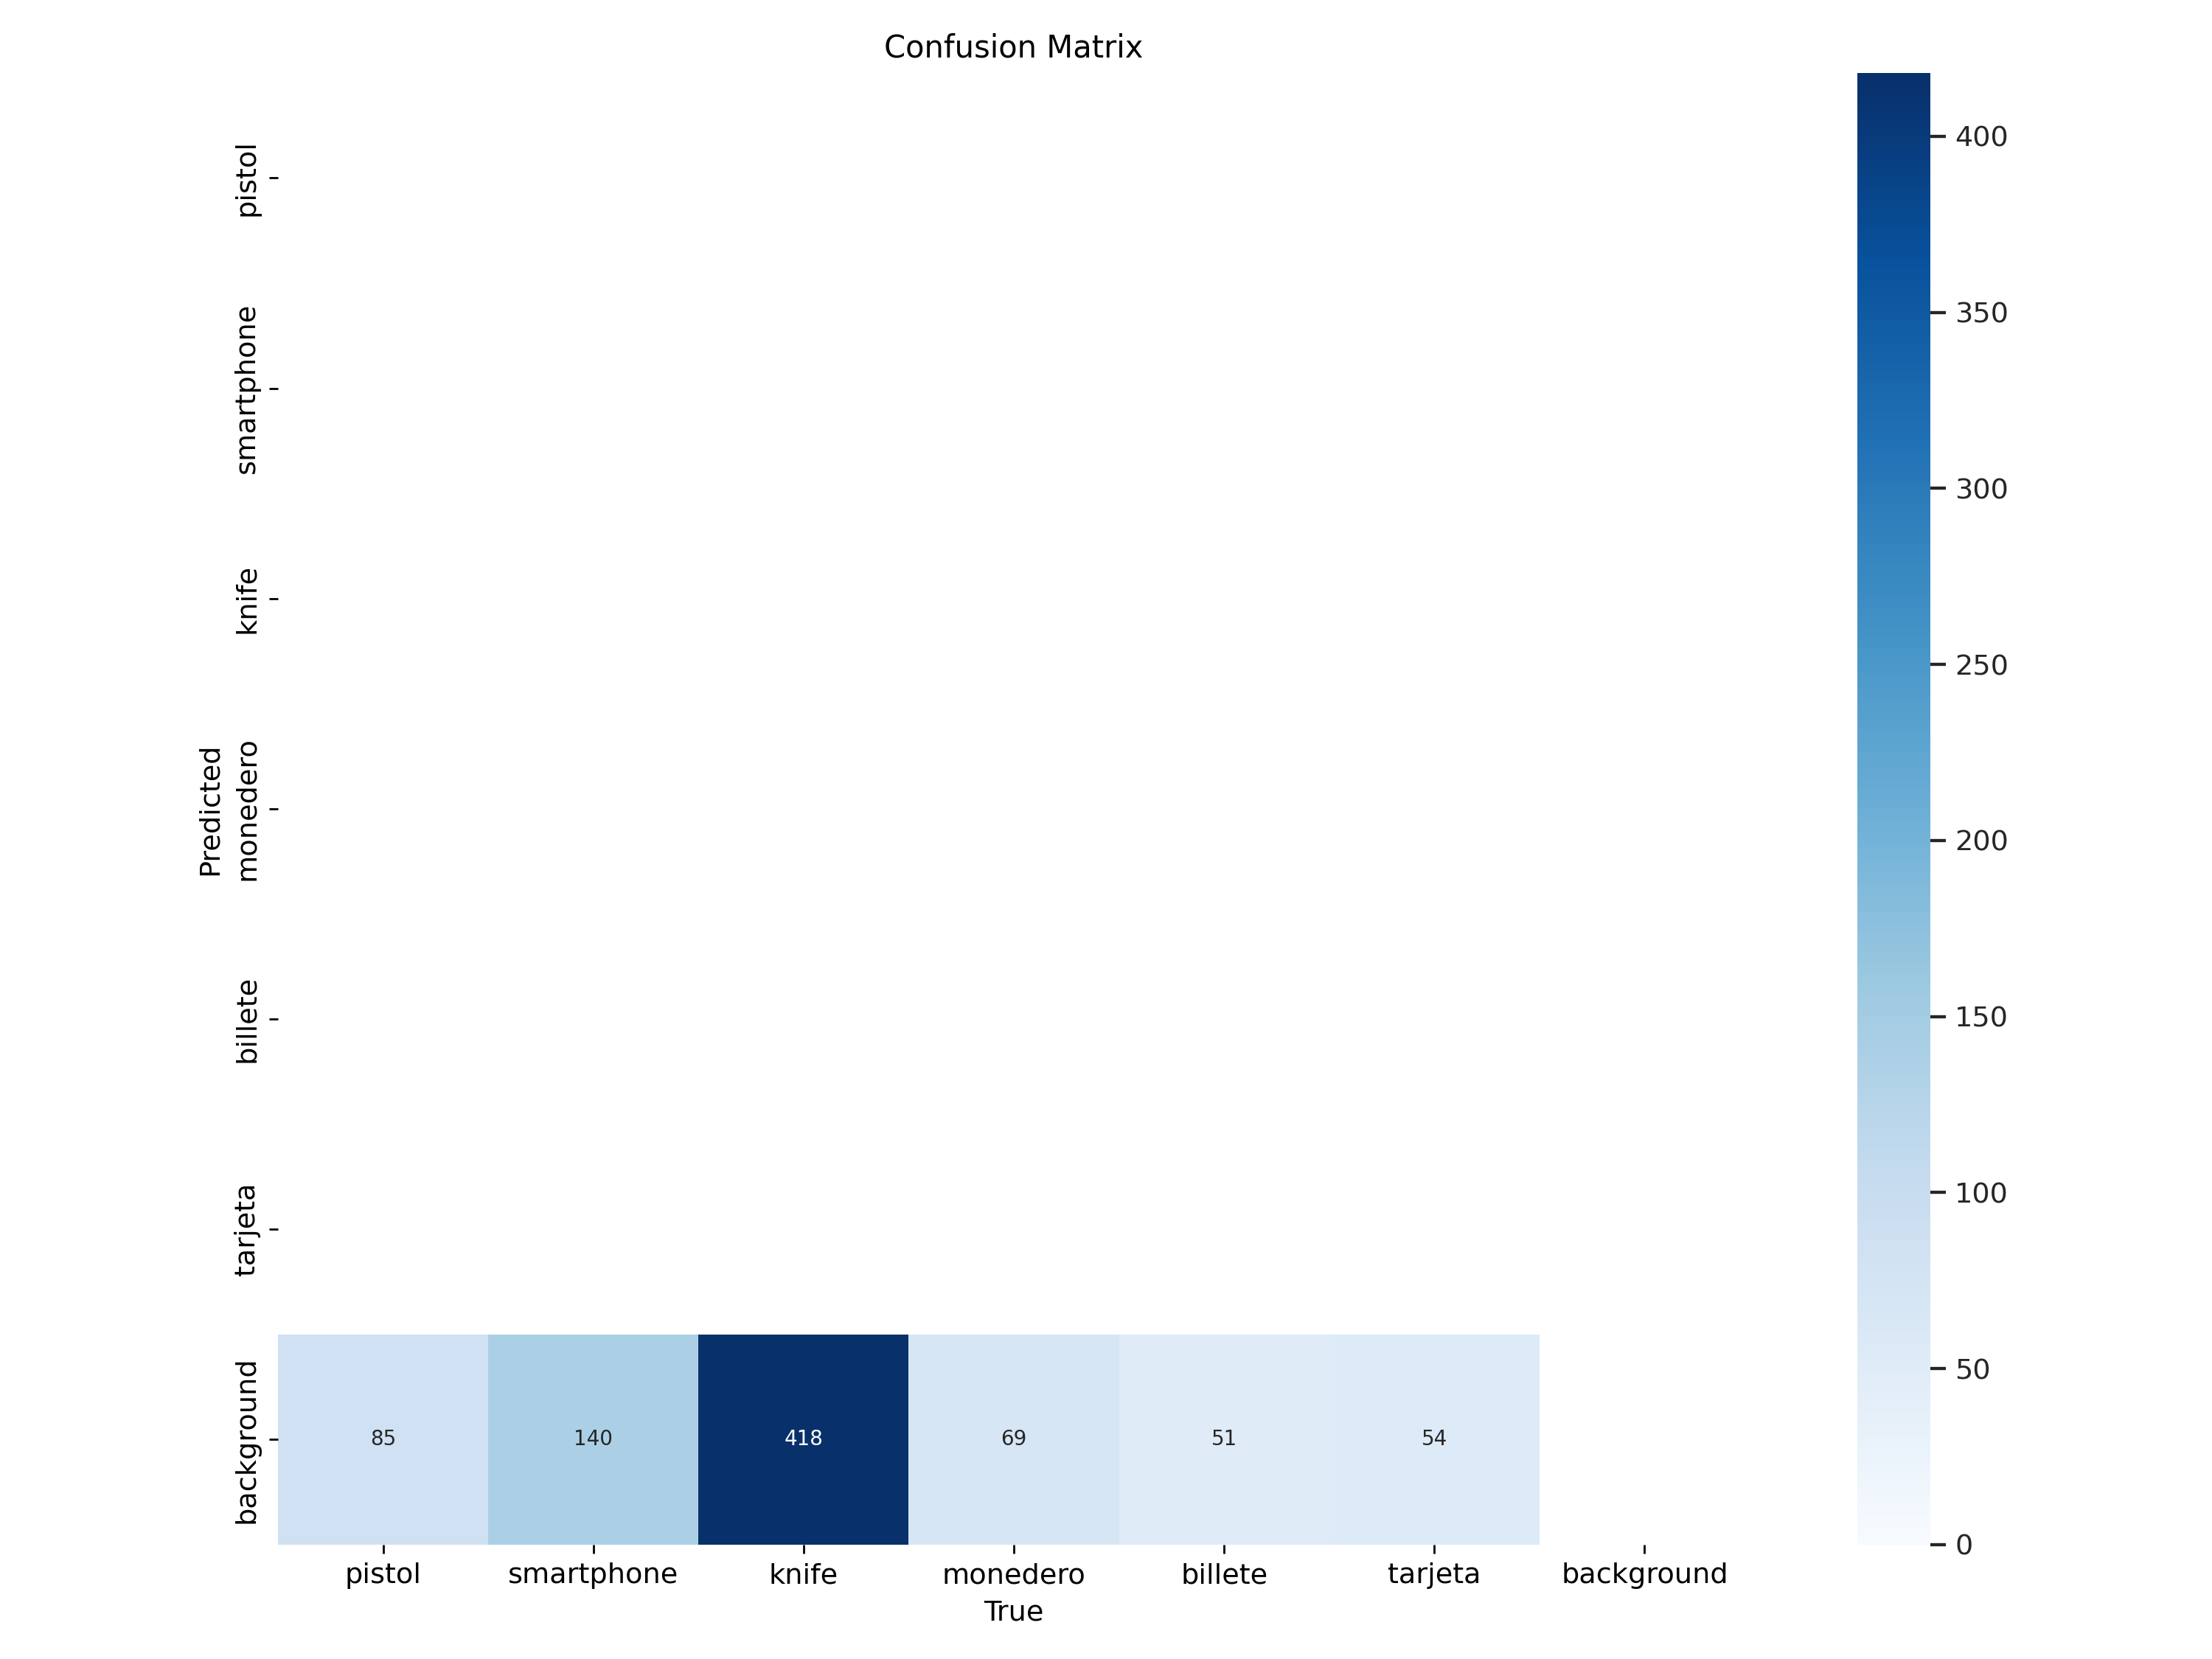 Confusion Matrix
Predicted
pistol
smartphone
knife
monedero
billete
tarjeta
background
85 140 418 69 51 54
pistol smartphone knife monedero billete tarjeta background
True
400
350
300
250
200
150
100
50
0